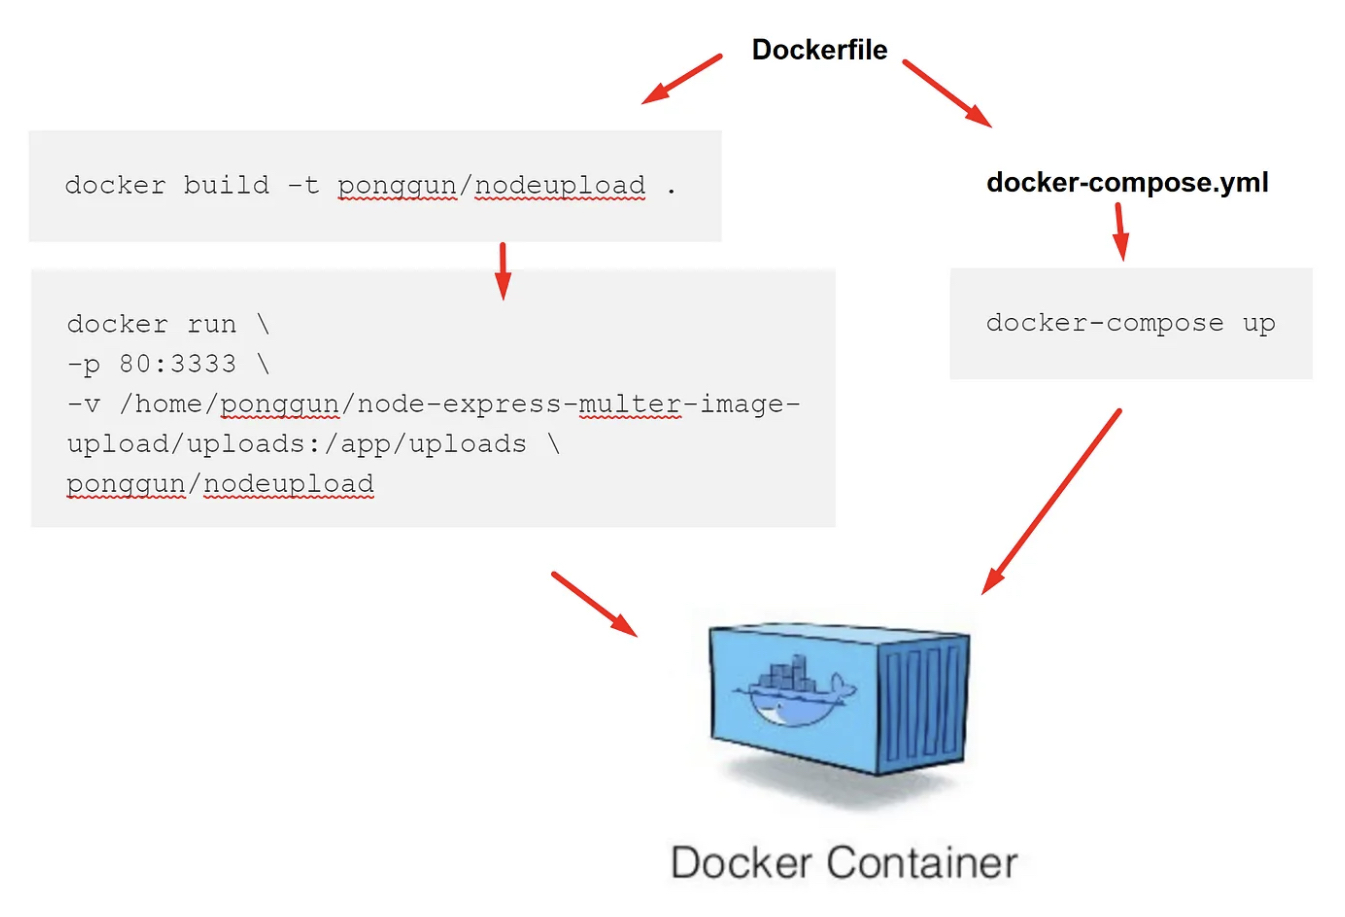 Dockerfile
docker build -t ponggun/nodeupload .
docker-compose.yml
docker run \
-p 80:3333 \
-v /home/ponggun/node-express-multer-image-
upload/uploads:/app/uploads \
ponggun/nodeupload
docker-compose up
Docker Container